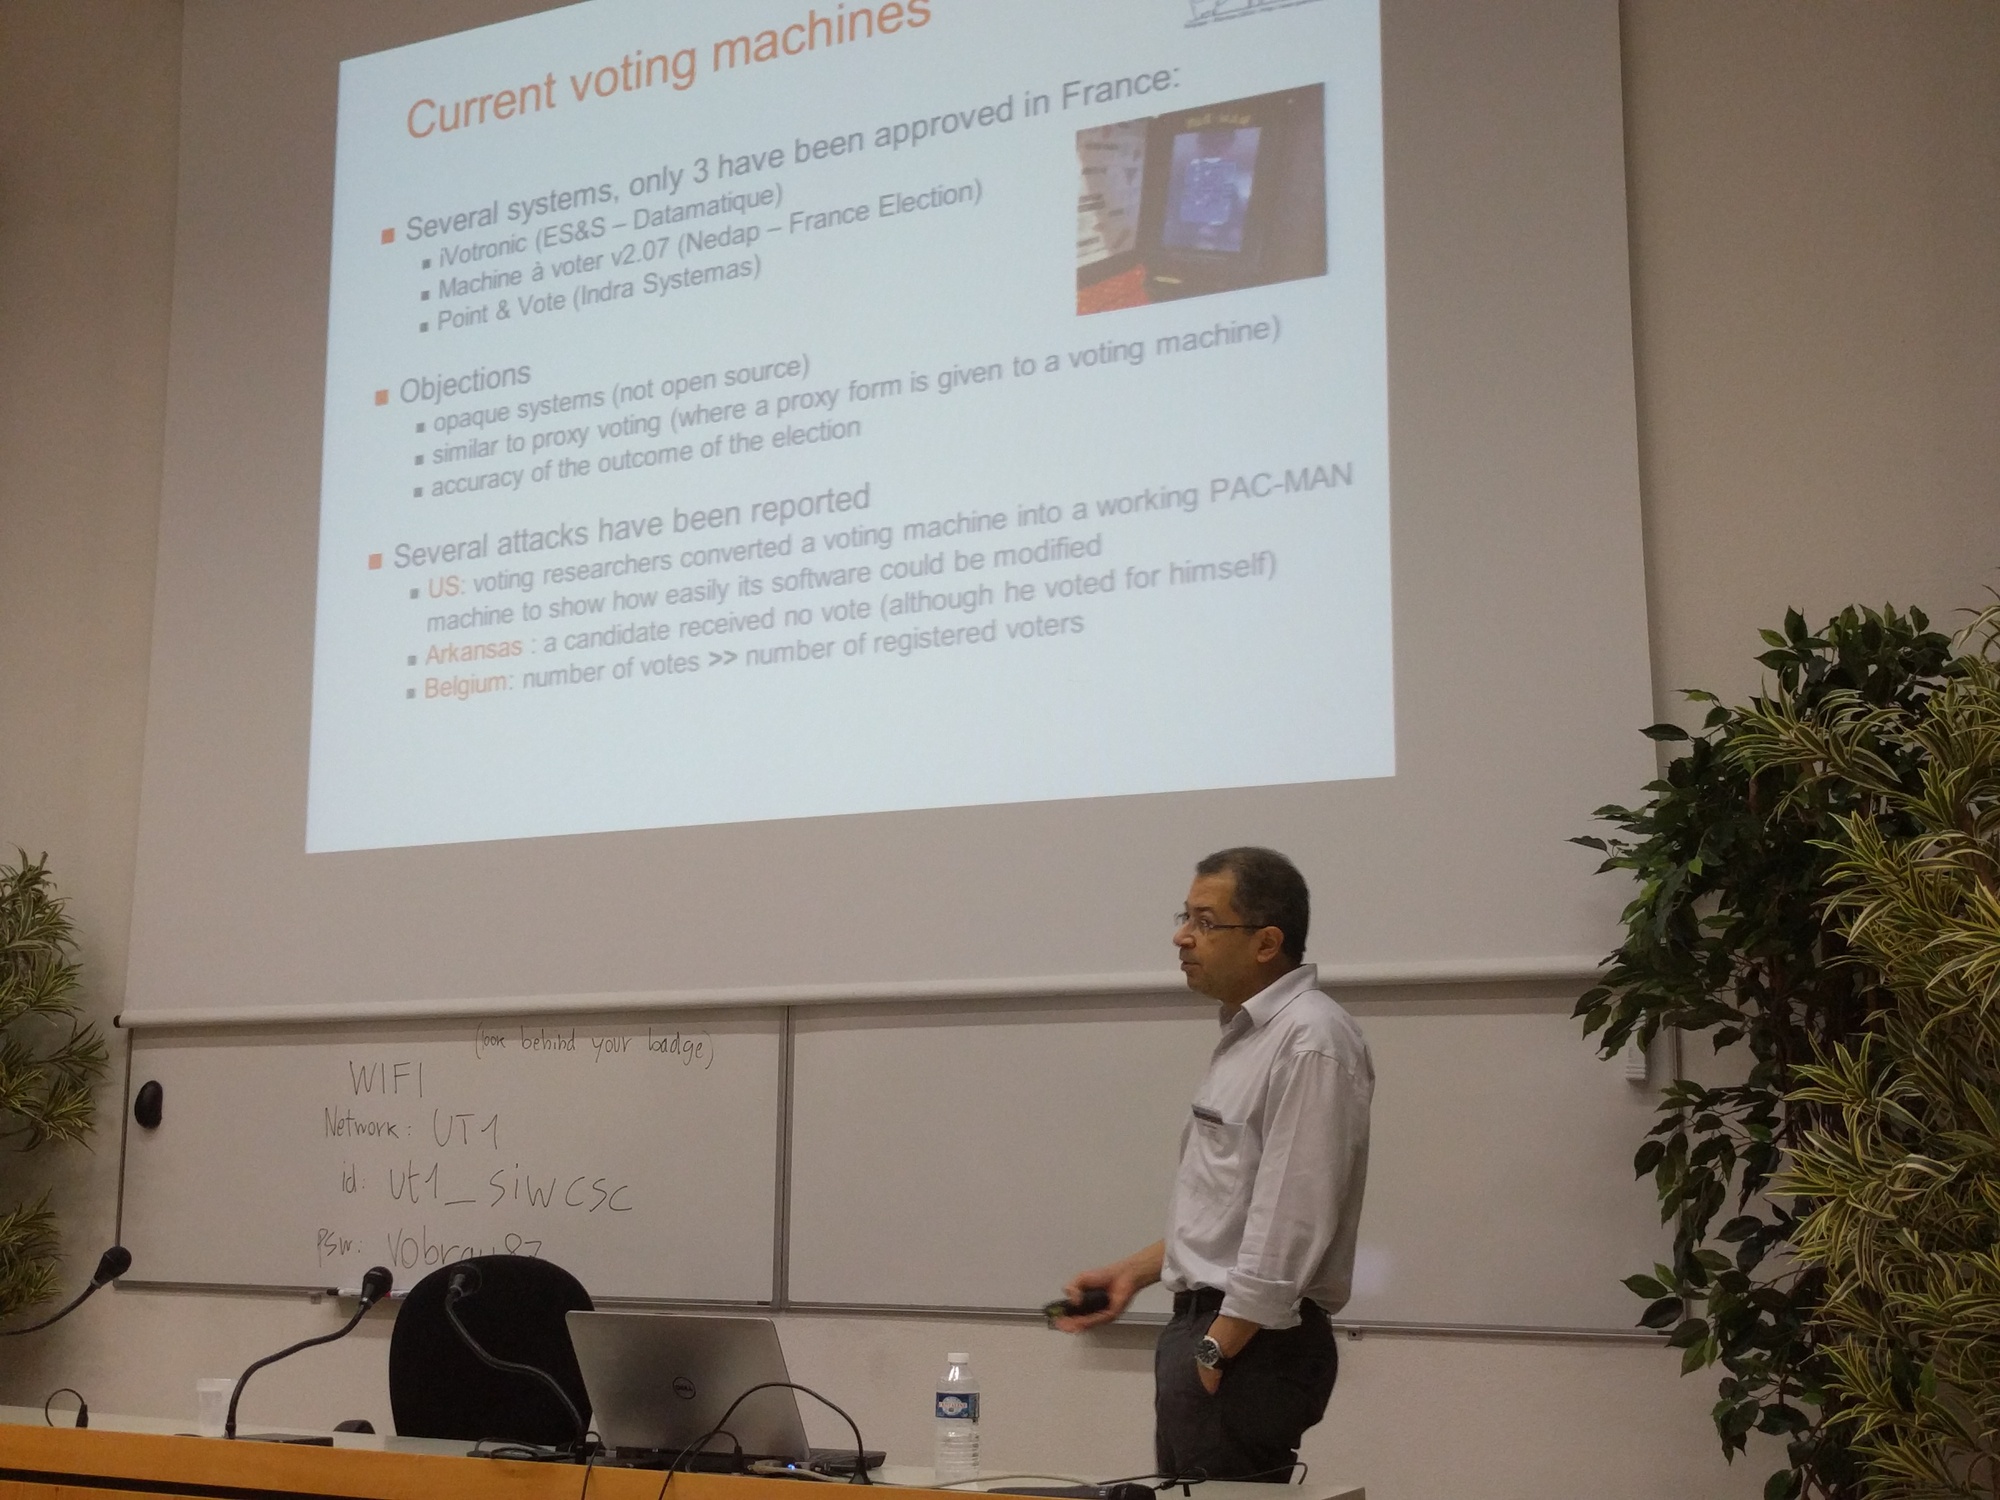 Current voting machines
Several systems, only 3 have been approved in France:
iVotronic (ES&S – Datamatique)
Machine à voter v2.07 (Nedap – France Election)
Point & Vote (Indra Systemas)
PAC-MAN
Objections
opaque systems (not open source)
similar to proxy voting (where a proxy form is given to a voting machine)
accuracy of the outcome of the election
Several attacks have been reported
US: voting researchers converted a voting machine into a working PAC-MAN
machine to show how easily its software could be modified
Arkansas : a candidate received no vote (although he voted for himself)
Belgium: number of votes >> number of registered voters
(look behind your badge)
WIFI
Network: UT1
id: ut1_siwcsc
PSW:
DELL